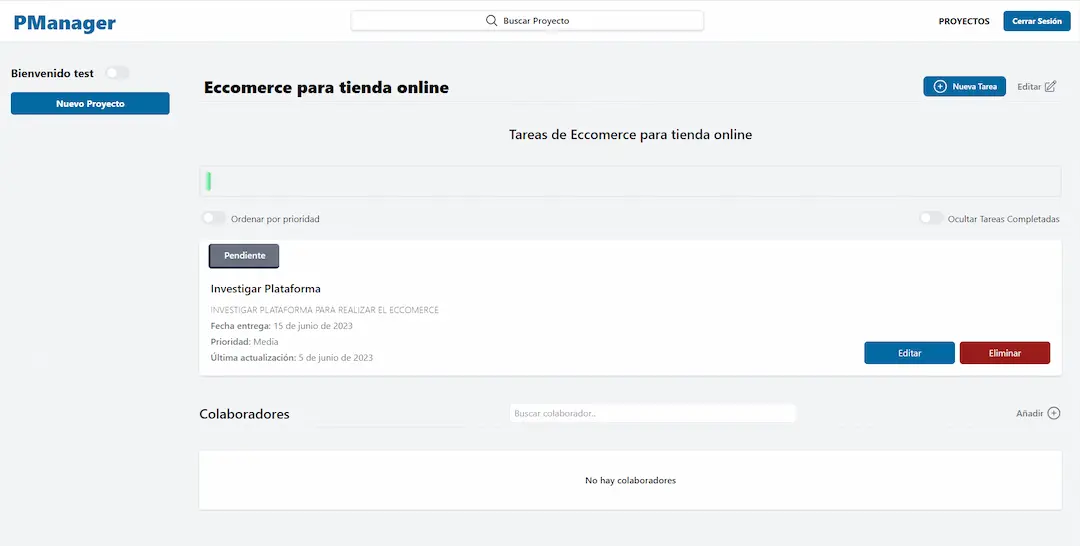 PManager
Buscar Proyecto
PROYECTOS
Cerrar Sesión
Bienvenido test
Nuevo Proyecto
Eccomerce para tienda online
Nueva Tarea
Editar
Tareas de Eccomerce para tienda online
Ordenar por prioridad
Ocultar Tareas Completadas
Pendiente
Investigar Plataforma
INVESTIGAR PLATAFORMA PARA REALIZAR EL ECCOMERCE
Fecha entrega: 15 de junio de 2023
Prioridad: Media
Última actualización: 5 de junio de 2023
Editar
Eliminar
Colaboradores
Buscar colaborador..
Añadir
No hay colaboradores